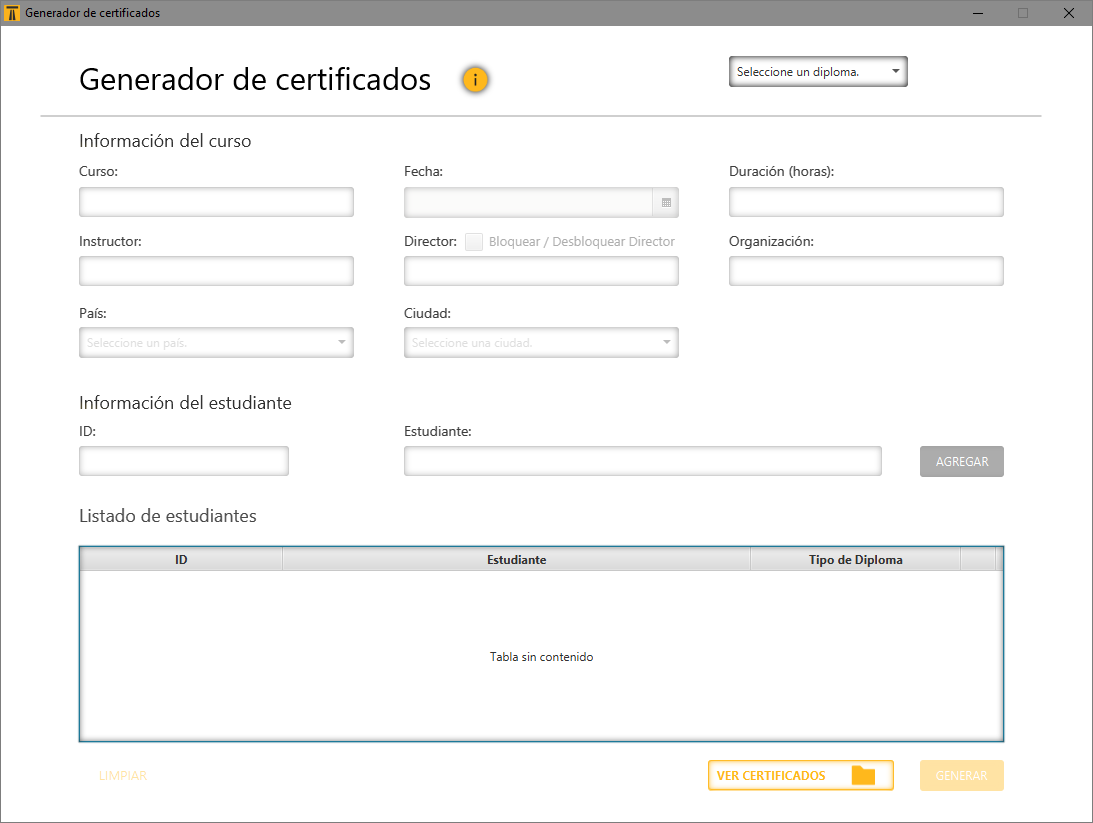 Generador de certificados
Generador de certificados
i
Seleccione un diploma.
Información del curso
Curso:
Fecha:
Duración (horas):
Instructor:
Director:
Bloquear / Desbloquear Director
Organización:
País:
Ciudad:
Seleccione un país.
Seleccione una ciudad.
Información del estudiante
ID:
Estudiante:
AGREGAR
Listado de estudiantes
ID
Estudiante
Tipo de Diploma
Tabla sin contenido
LIMPIAR
VER CERTIFICADOS
GENERAR